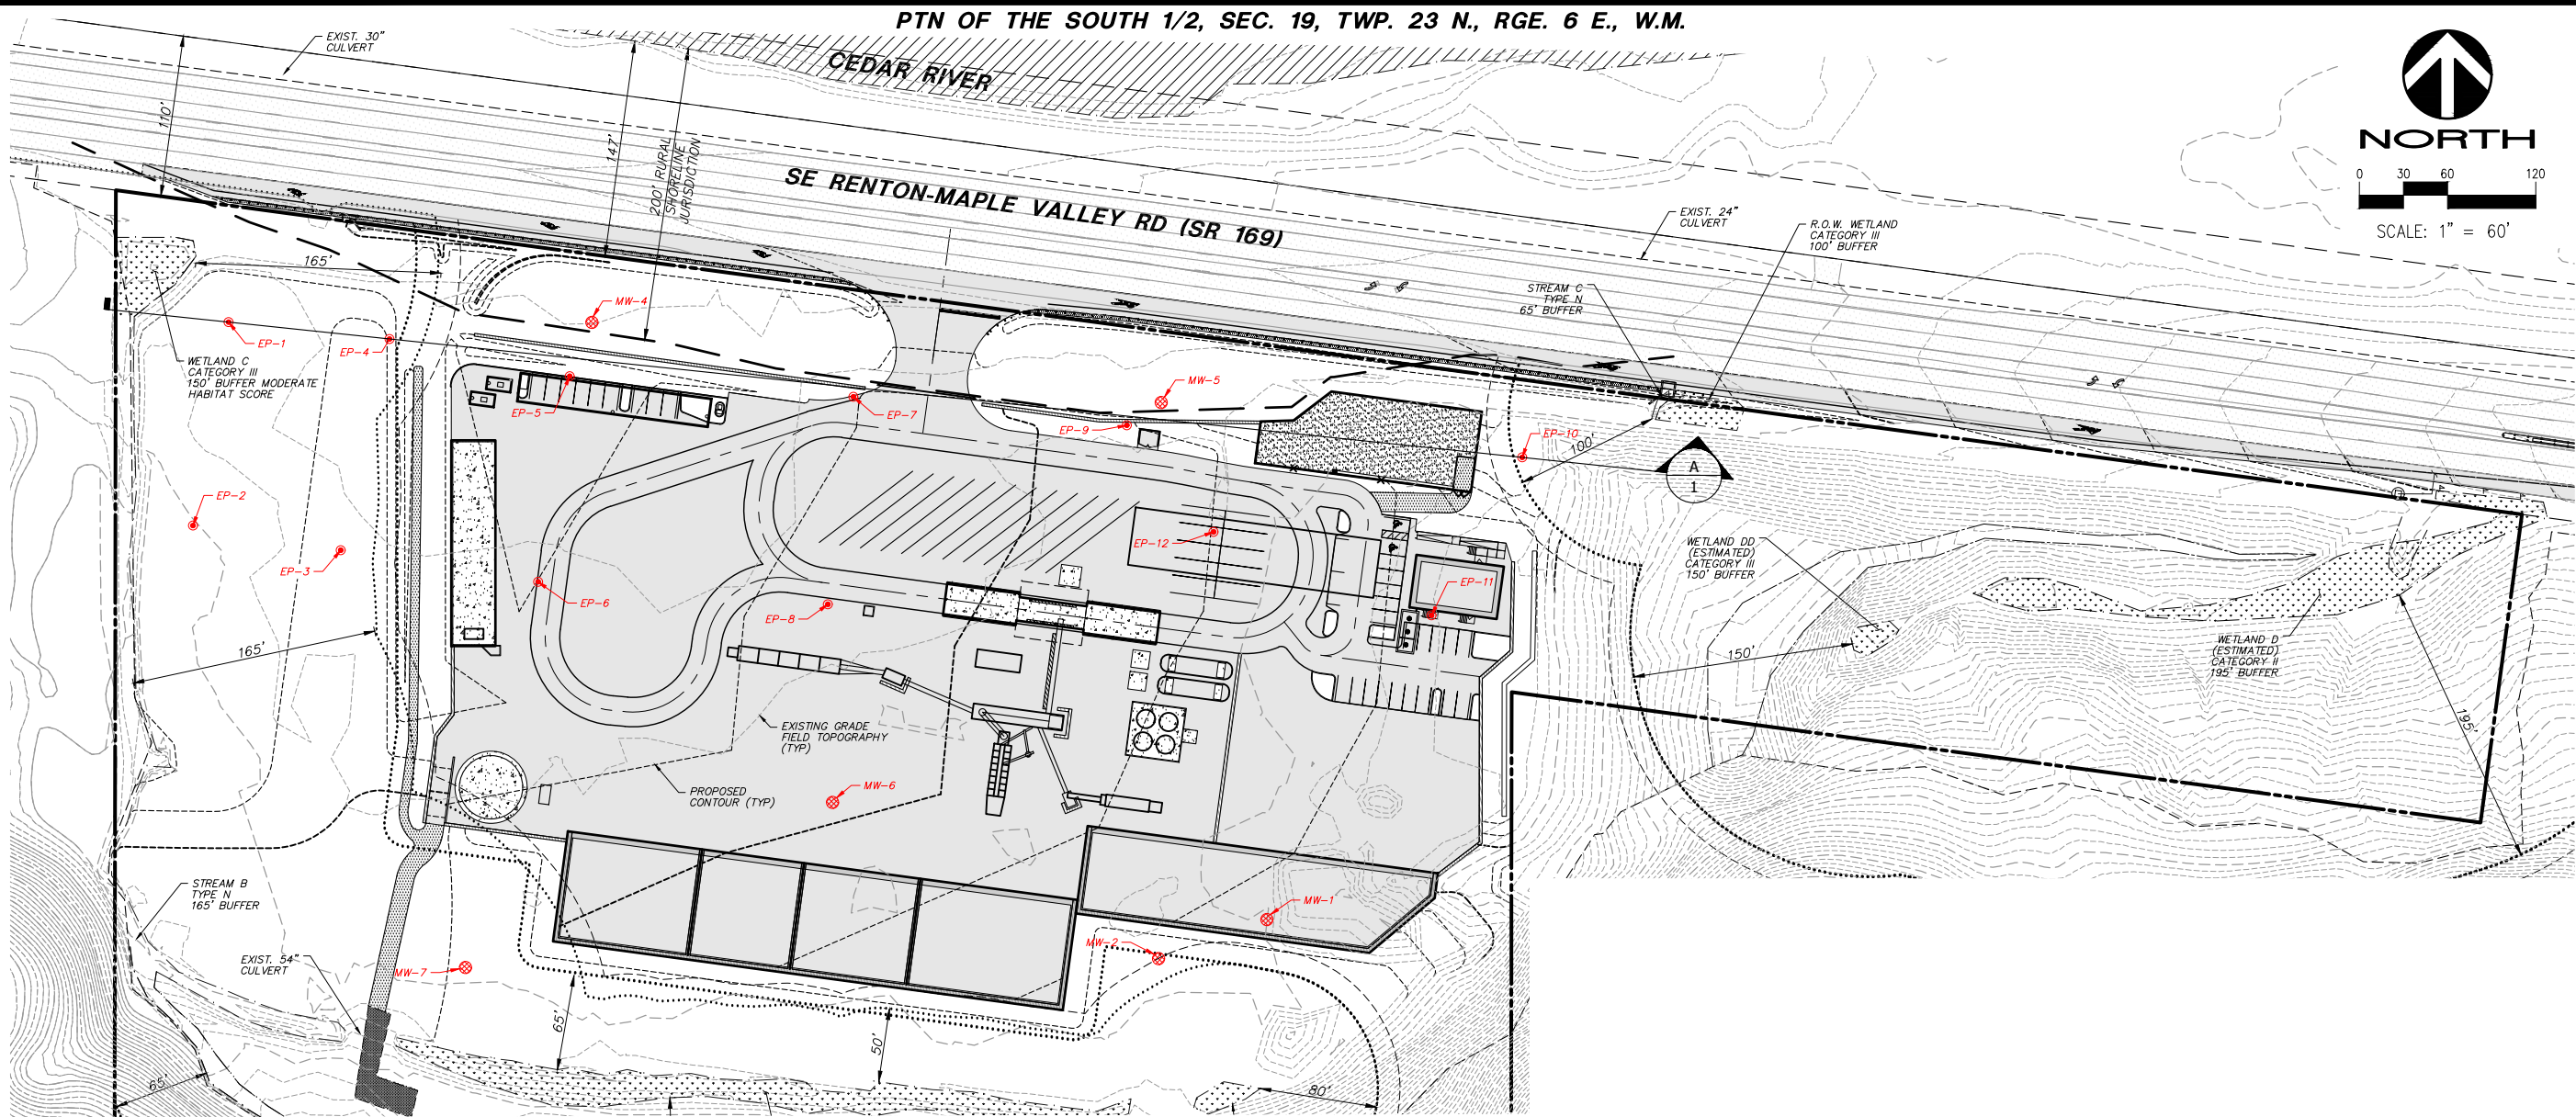 PTN OF THE SOUTH 1/2, SEC. 19, TWP. 23 N., RGE. 6 E., W.M.
EXIST. 30"
CULVERT
CEDAR RIVER
NORTH
0 30 60 120
SCALE: 1" = 60'
110'
147'
200' RURAL
SHORELINE
JURISDICTION
SE RENTON-MAPLE VALLEY RD (SR 169)
EXIST. 24"
CULVERT
R.O.W. WETLAND
CATEGORY III
100' BUFFER
165'
STREAM C
TYPE N
65' BUFFER
MW-4
EP-1
EP-4
WETLAND C
CATEGORY III
150' BUFFER MODERATE
HABITAT SCORE
MW-5
EP-5
EP-7
EP-9
EP-10
100'
A
1
EP-2
EP-12
EP-3
WETLAND DD
(ESTIMATED)
CATEGORY III
150' BUFFER
EP-6
EP-8
EP-11
165'
150'
WETLAND D
(ESTIMATED)
CATEGORY II
195' BUFFER
195'
EXISTING GRADE
FIELD TOPOGRAPHY
(TYP)
PROPOSED
CONTOUR (TYP)
MW-6
STREAM B
TYPE N
165' BUFFER
MW-1
MW-2
EXIST. 54"
CULVERT
MW-7
65'
50'
65'
80'